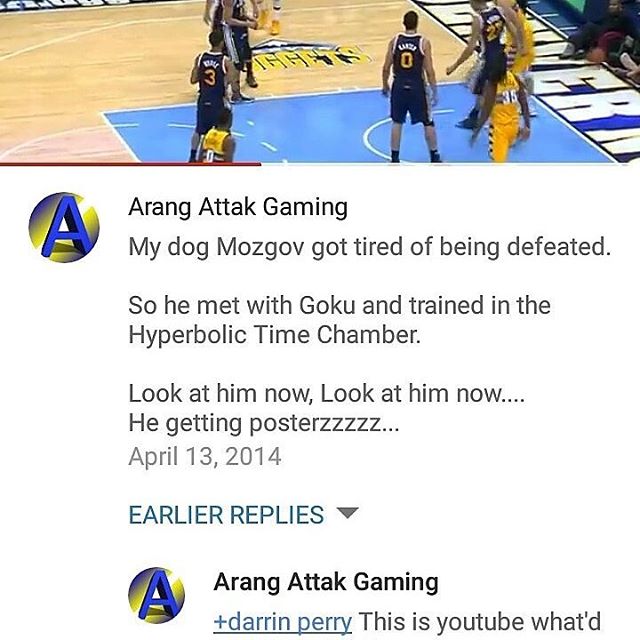 NUGGETS
3
0
36
Arang Attak Gaming
My dog Mozgov got tired of being defeated.
So he met with Goku and trained in the
Hyperbolic Time Chamber.
Look at him now, Look at him now....
He getting posterzzzzz...
April 13, 2014
EARLIER REPLIES
Arang Attak Gaming
+darrin perry This is youtube what'd